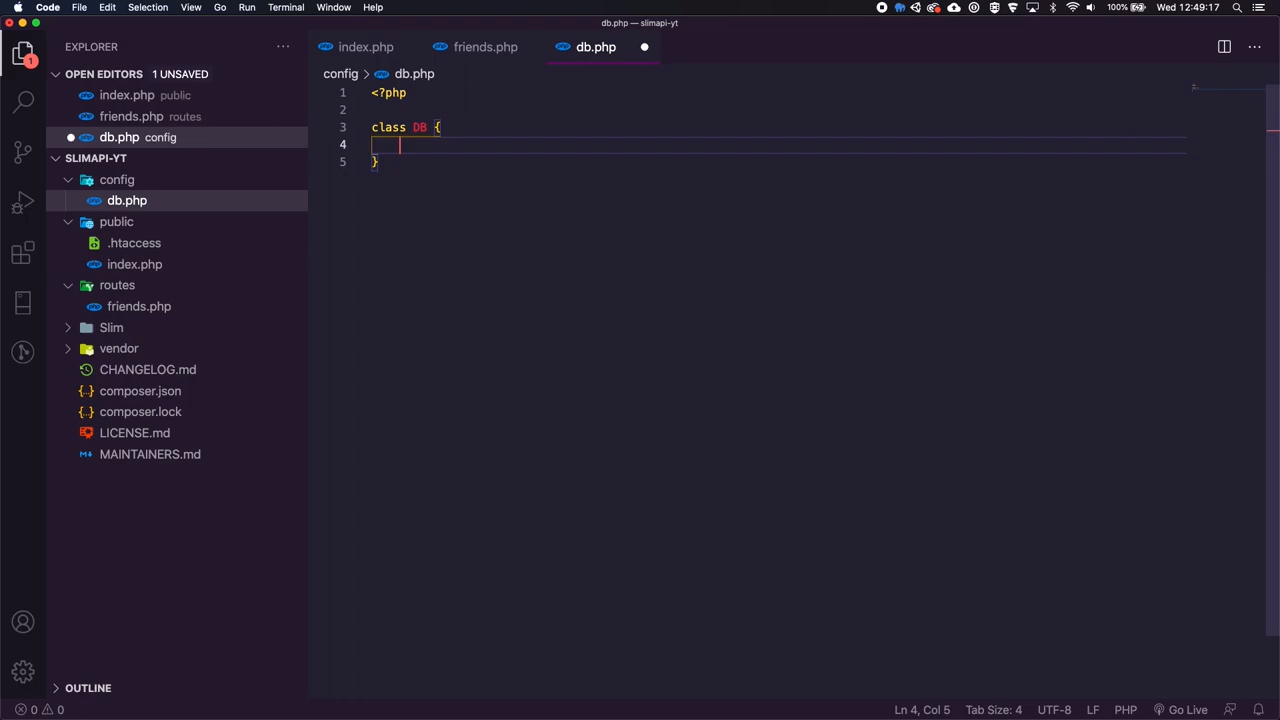 Code File Edit Selection View Go Run Terminal Window Help 100% Wed 12:49:17
db.php — slimapi-yt
EXPLORER
index.php friends.php db.php
OPEN EDITORS 1 UNSAVED
config db.php
index.php public
friends.php routes
db.php config
SLIMAPI-YT
config
db.php
public
.htaccess
index.php
routes
friends.php
Slim
vendor
CHANGELOG.md
composer.json
composer.lock
LICENSE.md
MAINTAINERS.md
OUTLINE
1
1 <?php
2
3 class DB {
4
5 }
0 0 Ln 4, Col 5 Tab Size: 4 UTF-8 LF PHP Go Live